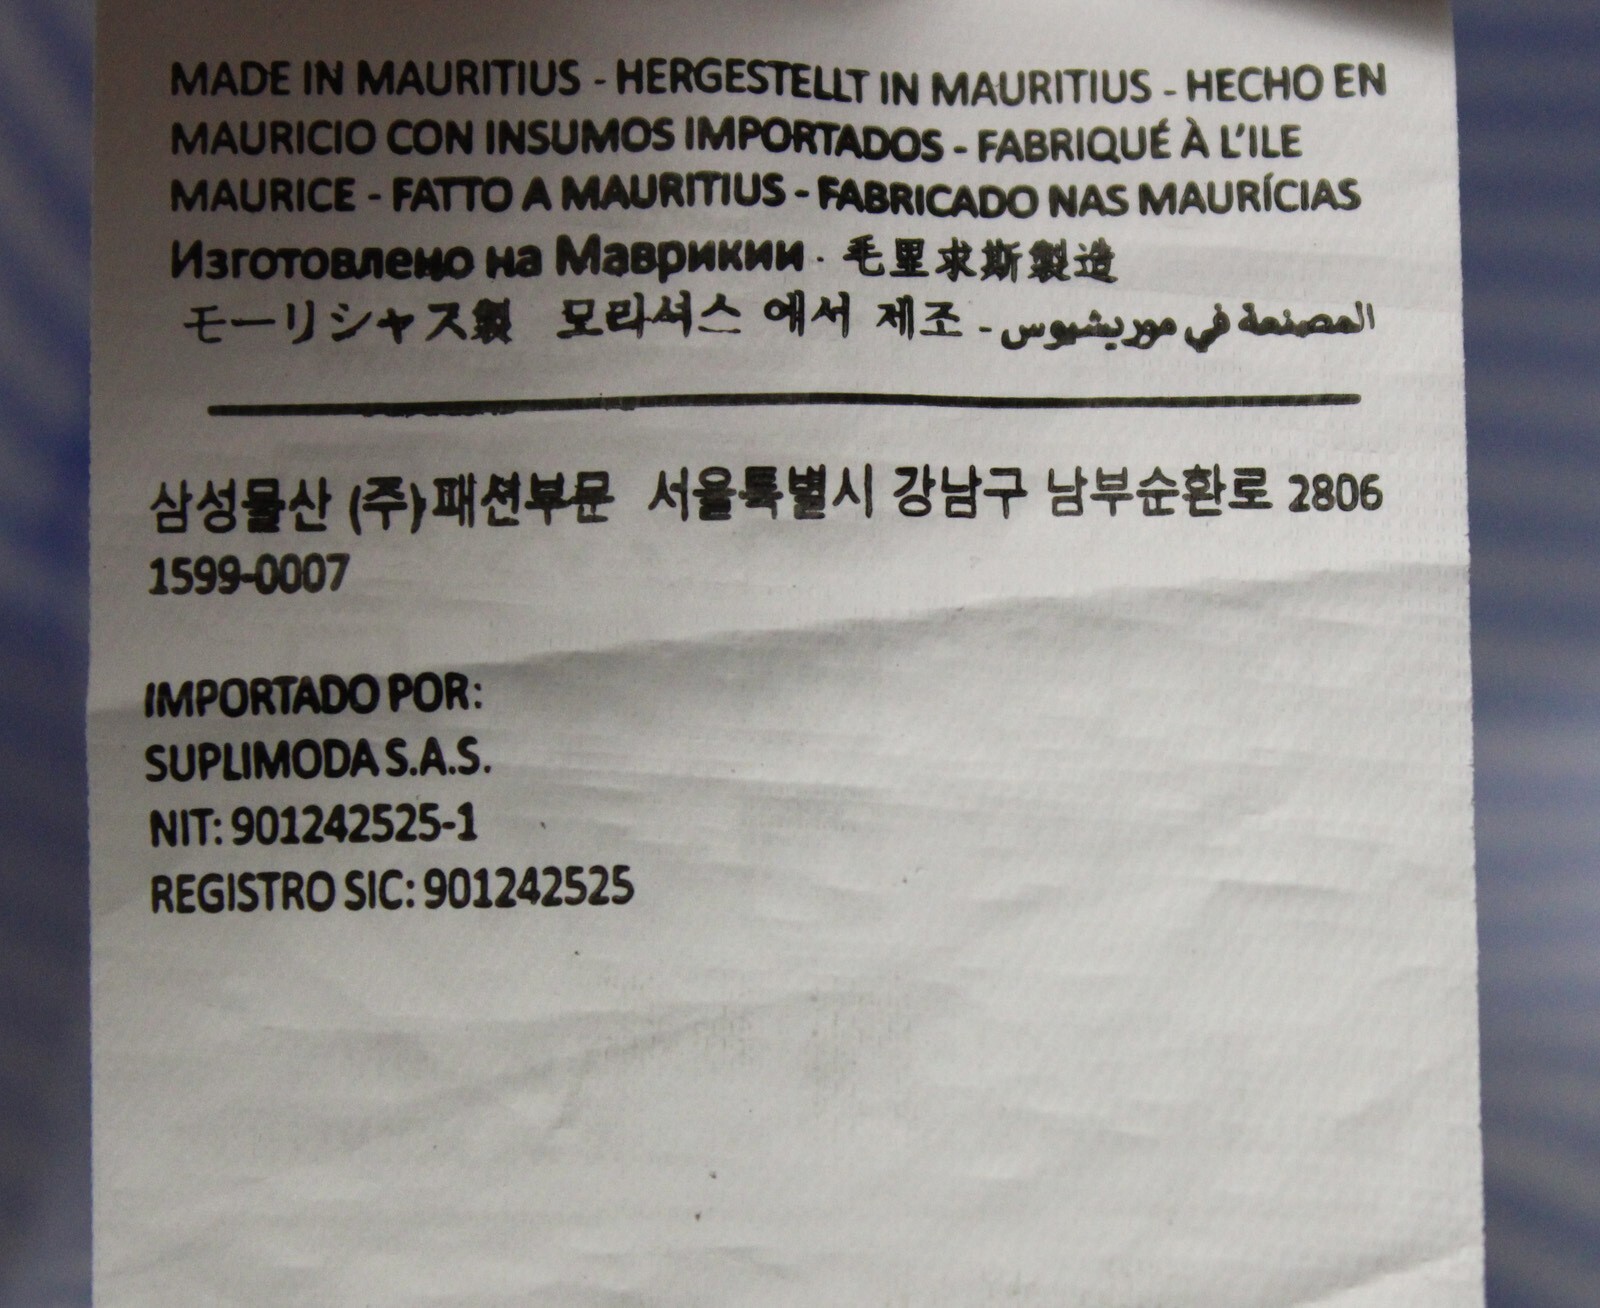 MADE IN MAURITIUS - HERGESTELLT IN MAURITIUS - HECHO EN
MAURICIO CON INSUMOS IMPORTADOS - FABRIQUÉ À L'ILE
MAURICE - FATTO A MAURITIUS - FABRICADO NAS MAURÍCIAS
Изготовлено на Маврикии · 毛里求斯製造
モーリシャス製 모리셔스 에서 제조 - المصنعة في موريشيوس
삼성물산 (주)패션부문 서울특별시 강남구 남부순환로 2806
1599-0007
IMPORTADO POR:
SUPLIMODA S.A.S.
NIT: 901242525-1
REGISTRO SIC: 901242525